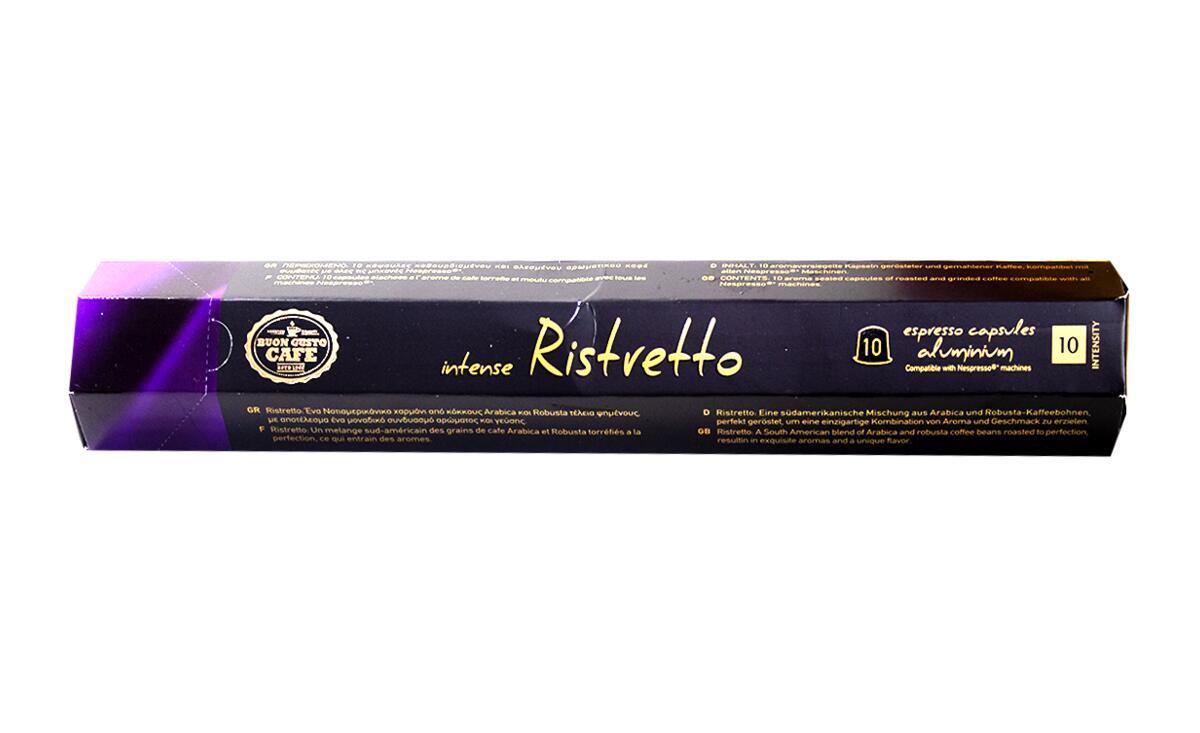 GR ΠΕΡΙΕΧΟΜΕΝΟ: 10 κάψουλες καβουρδισμένου και αλεσμένου αρωματικού καφέ
συμβατές με όλες τις μηχανές Nespresso®*
F CONTENU: 10 capsules
a l' arome de cafe torrefie et moulu compatible avec tous les
machines Nespresso®*
D INHALT: 10 aromaversiegelte Kapseln gerösteter und gemahlener Kaffee, kompatibel mit
allen Nespresso®* Maschinen.
GB CONTENTS: 10 aroma sealed capsules of roasted and grinded coffee compatible with all
Nespresso®* machines.
BUON GUSTO
CAFE
intense Ristretto
10
espresso capsules
aluminium
Compatible with Nespresso®* machines
10
INTENSITY
GR Ristretto. Ένα Νοτιαμερικάνικο χαρμάνι από κόκκους Arabica και Robusta τέλεια ψημένους,
με αποτέλεσμα ένα μοναδικό συνδυασμό αρώματος και γεύσης.
F Ristretto. Un melange sud-américain des grains de cafe Arabica et Robusta torréfiés a la
perfection, ce qui entrain des aromes.
D Ristretto. Eine südamerikanische Mischung aus Arabica und Robusta-Kaffeebohnen,
perfekt geröstet, um eine einzigartige Kombination von Aroma und Geschmack zu erzielen.
GB Ristretto. A South American blend of Arabica and robusta coffee beans roasted to perfection,
resultin in exquisite aromas and a unique flavor.